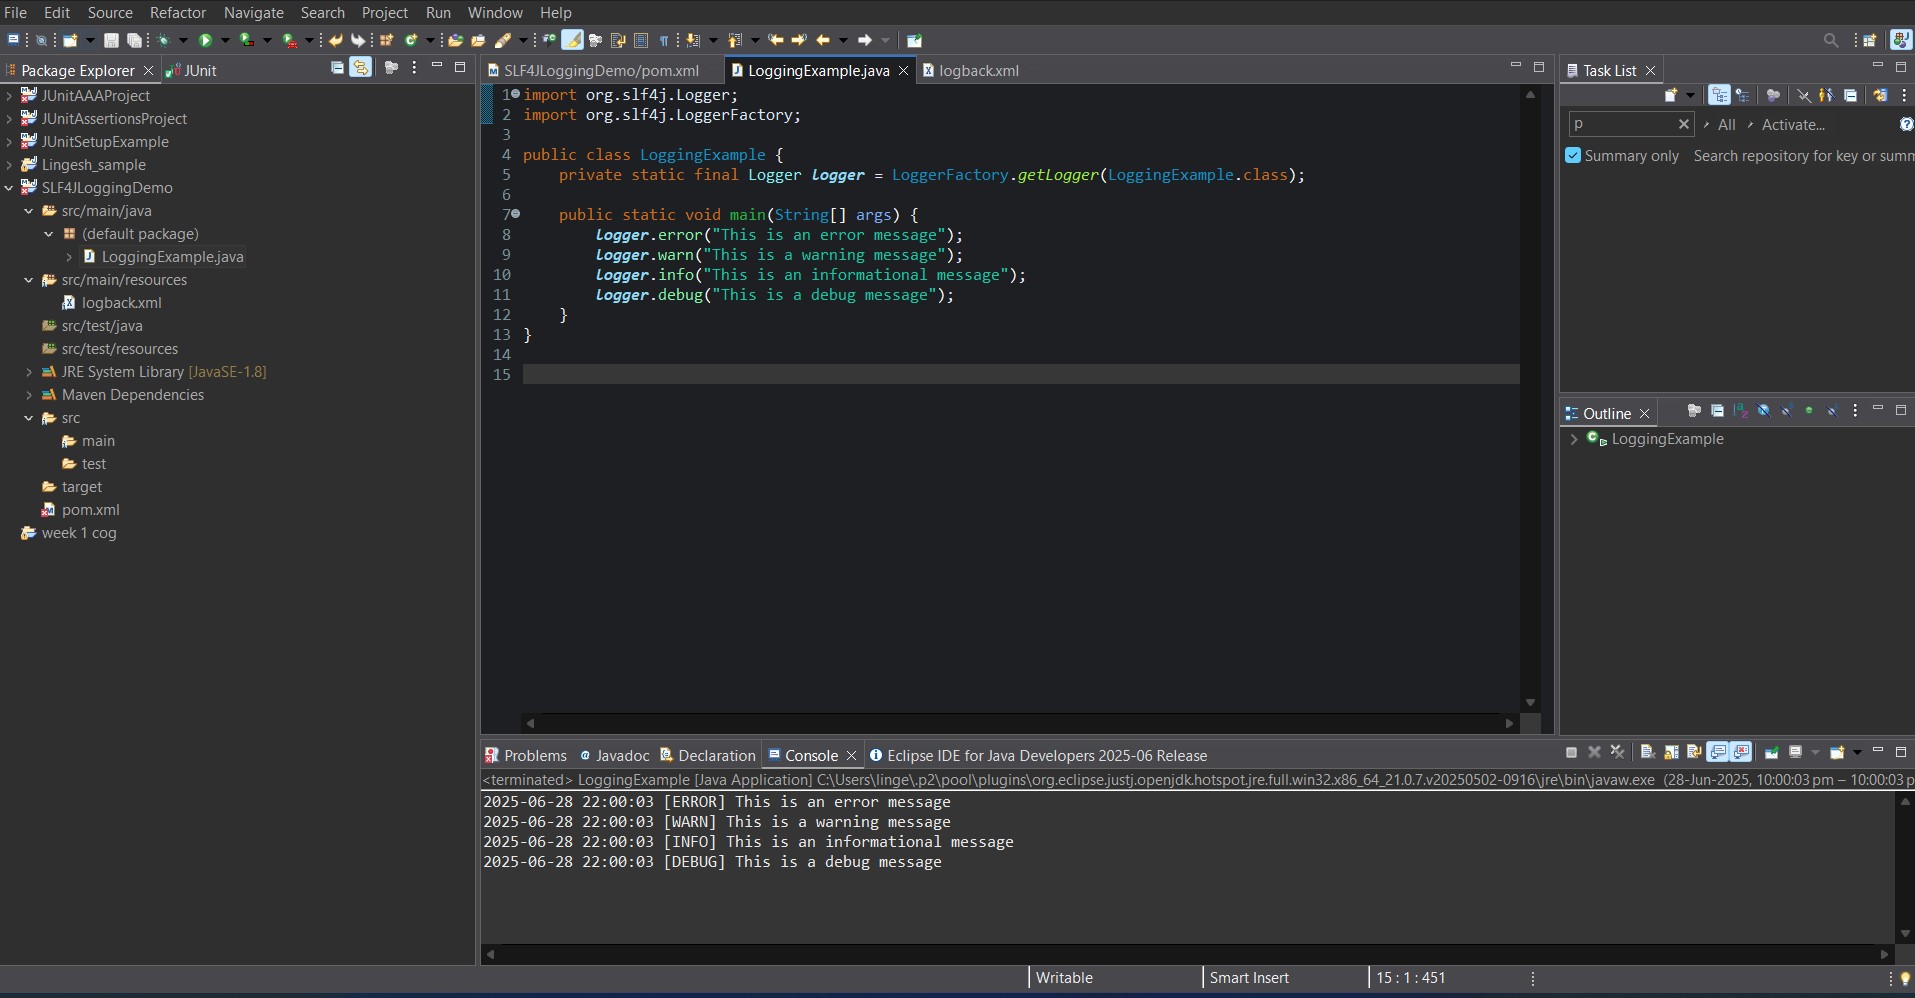 File Edit Source Refactor Navigate Search Project Run Window Help
Package Explorer
JUnit
JUnitAAAProject
JUnitAssertionsProject
JUnitSetupExample
Lingesh_sample
SLF4JLoggingDemo
src/main/java
(default package)
LoggingExample.java
src/main/resources
logback.xml
src/test/java
src/test/resources
JRE System Library [JavaSE-1.8]
Maven Dependencies
src
main
test
target
pom.xml
week 1 cog
SLF4JLoggingDemo/pom.xml LoggingExample.java logback.xml
1 import org.slf4j.Logger;
2 import org.slf4j.LoggerFactory;
3
4 public class LoggingExample {
5 private static final Logger logger = LoggerFactory.getLogger(LoggingExample.class);
6
7 public static void main(String[] args) {
8 logger.error("This is an error message");
9 logger.warn("This is a warning message");
10 logger.info("This is an informational message");
11 logger.debug("This is a debug message");
12 }
13 }
14
15
Task List
p All Activate...
Summary only Search repository for key or summ
Outline
LoggingExample
Problems Javadoc Declaration Console Eclipse IDE for Java Developers 2025-06 Release
<terminated> LoggingExample [Java Application] C:\Users\linge\.p2\pool\plugins\org.eclipse.justj.openjdk.hotspot.jre.full.win32.x86_64_21.0.7.v20250502-0916\jre\bin\javaw.exe (28-Jun-2025, 10:00:03 pm – 10:00:03 p
2025-06-28 22:00:03 [ERROR] This is an error message
2025-06-28 22:00:03 [WARN] This is a warning message
2025-06-28 22:00:03 [INFO] This is an informational message
2025-06-28 22:00:03 [DEBUG] This is a debug message
Writable Smart Insert 15 : 1 : 451